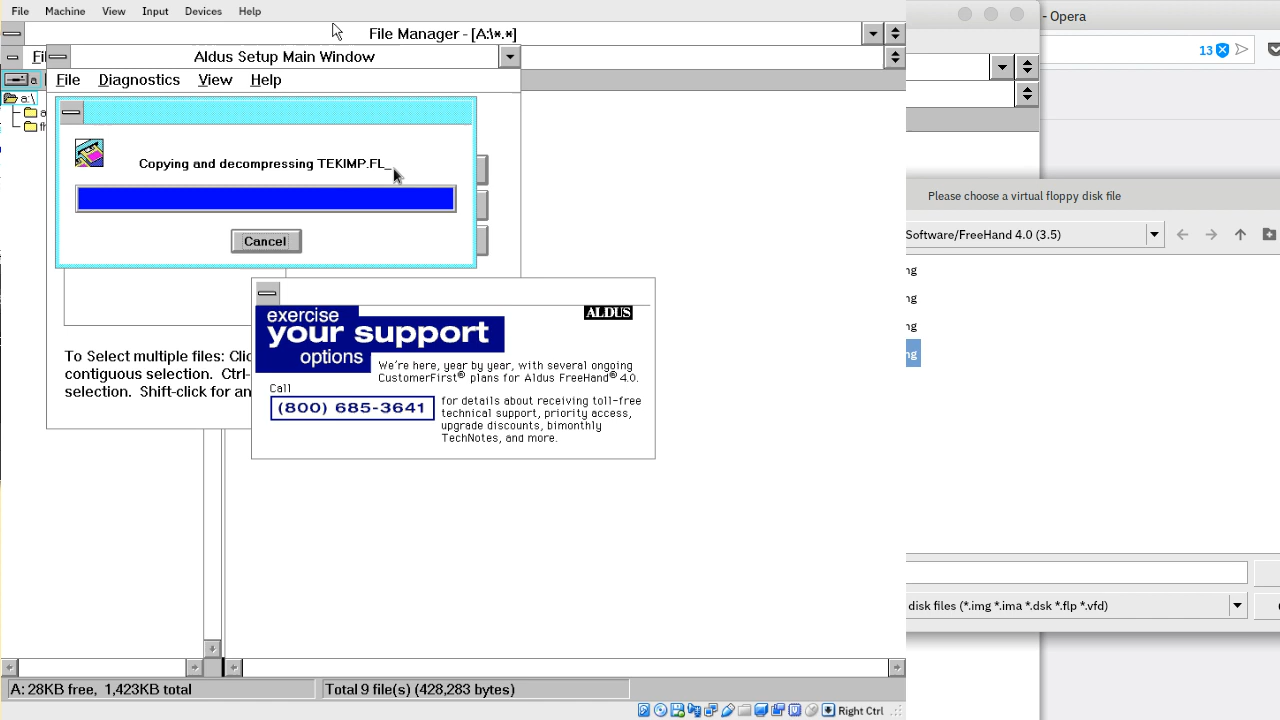 File Machine View Input Devices Help
- Opera
File Manager - [A:\*.*]
13
Aldus Setup Main Window
a
File Diagnostics View Help
a:\
Copying and decompressing TEKIMP.FL_
Cancel
Please choose a virtual floppy disk file
Software/FreeHand 4.0 (3.5)
ng
ng
ng
ng
exercise
your support
options
ALDUS
We're here, year by year, with several ongoing
CustomerFirst® plans for Aldus FreeHand® 4.0.
Call
(800) 685-3641
for details about receiving toll-free
technical support, priority access,
upgrade discounts, bimonthly
TechNotes, and more.
To Select multiple files: Clic
contiguous selection. Ctrl-
selection. Shift-click for an
disk files (*.img *.ima *.dsk *.flp *.vfd)
A: 28KB free, 1,423KB total
Total 9 file(s) (428,283 bytes)
Right Ctrl